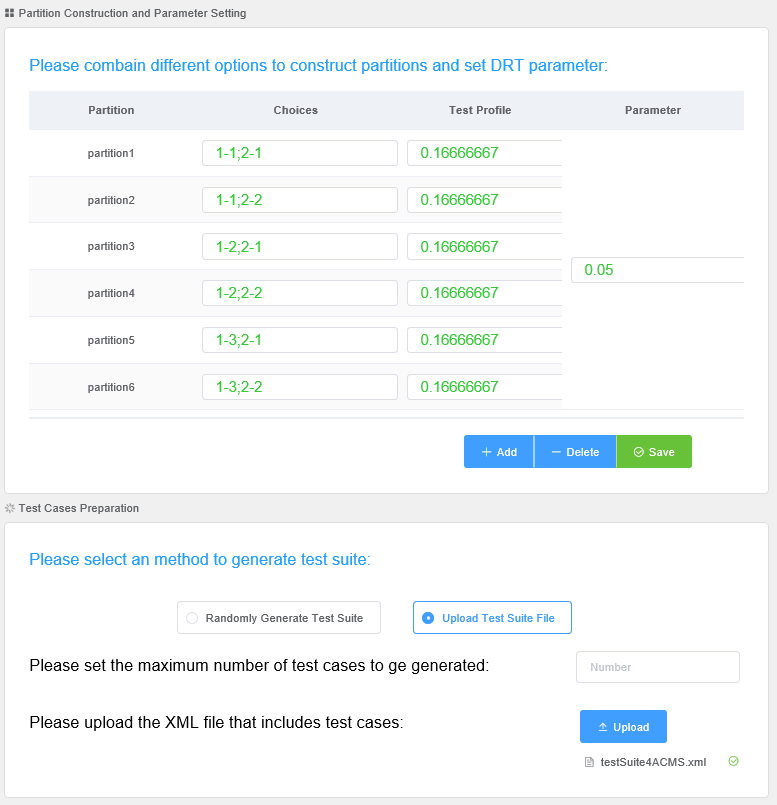 Partition Construction and Parameter Setting
Please combain different options to construct partitions and set DRT parameter:
Partition Choices Test Profile Parameter
partition1 1-1;2-1 0.16666667
partition2 1-1;2-2 0.16666667
partition3 1-2;2-1 0.16666667
0.05
partition4 1-2;2-2 0.16666667
partition5 1-3;2-1 0.16666667
partition6 1-3;2-2 0.16666667
Add Delete Save
Test Cases Preparation
Please select an method to generate test suite:
Randomly Generate Test Suite Upload Test Suite File
Please set the maximum number of test cases to ge generated: Number
Please upload the XML file that includes test cases: Upload
testSuite4ACMS.xml